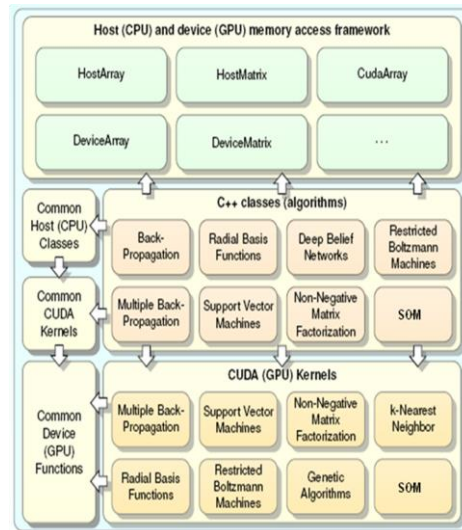 Host (CPU) and device (GPU) memory access framework
HostArray
HostMatrix
CudaArray
DeviceArray
DeviceMatrix
...
Common
Host (CPU)
Classes
Common
CUDA
Kernels
Common
Device
(GPU)
Functions
C++ classes (algorithms)
Back-
Propagation
Radial Basis
Functions
Deep Belief
Networks
Restricted
Boltzmann
Machines
Multiple Back-
Propagation
Support Vector
Machines
Non-Negative
Matrix
Factorization
SOM
CUDA (GPU) Kernels
Multiple Back-
Propagation
Support Vector
Machines
Non-Negative
Matrix
Factorization
k-Nearest
Neighbor
Radial Basis
Functions
Restricted
Boltzmann
Machines
Genetic
Algorithms
SOM